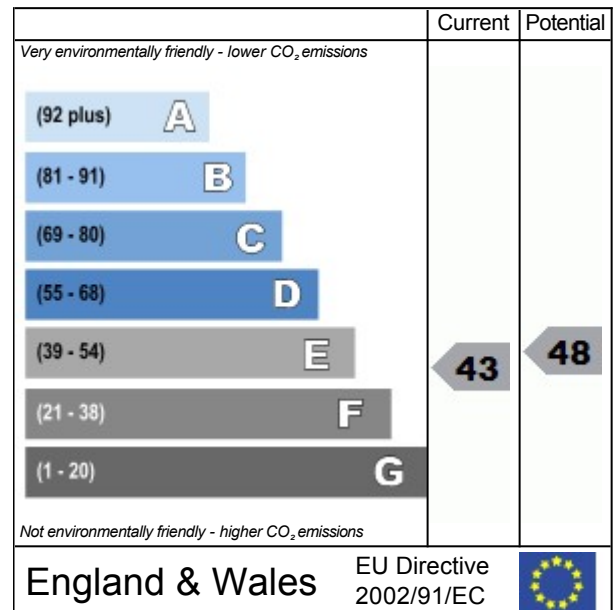 Current Potential
Very environmentally friendly - lower CO₂ emissions
(92 plus) A
(81 - 91) B
(69 - 80) C
(55 - 68) D
(39 - 54) E 43 48
(21 - 38) F
(1 - 20) G
Not environmentally friendly - higher CO₂ emissions
England & Wales
EU Directive
2002/91/EC